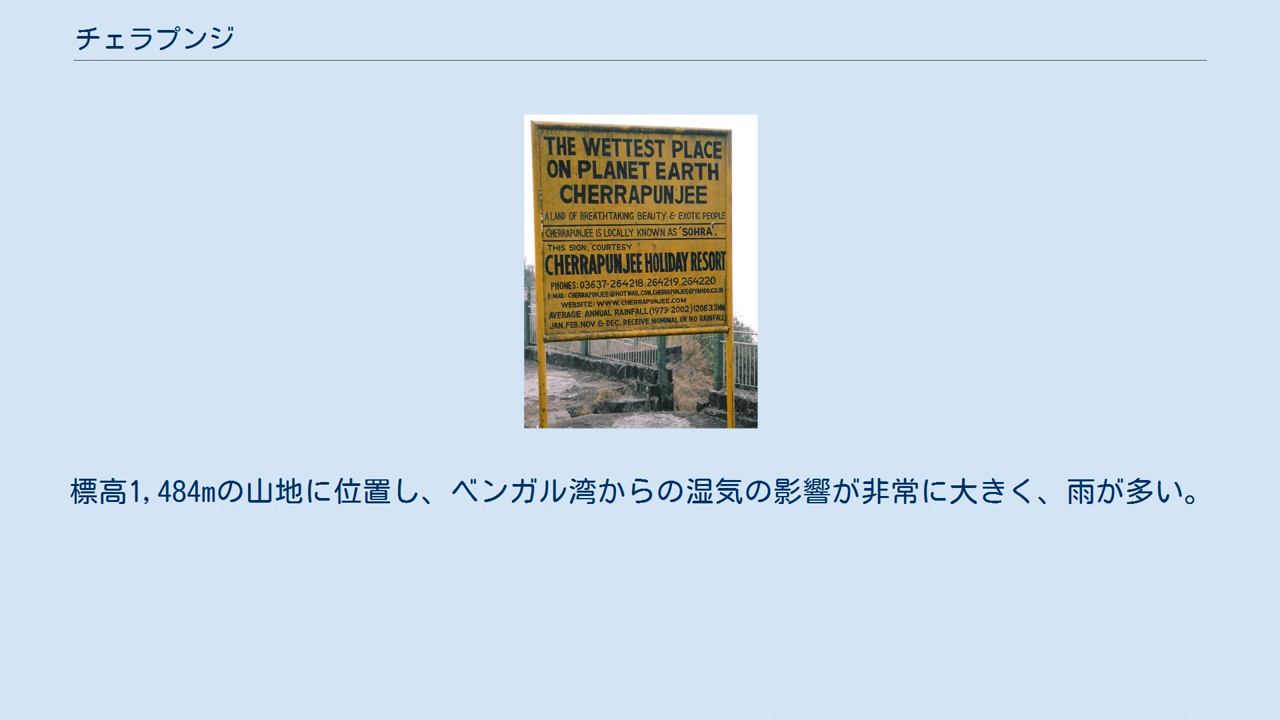 チェラプンジ
THE WETTEST PLACE
ON PLANET EARTH
CHERRAPUNJEE
A LAND OF BREATHTAKING BEAUTY & EXOTIC PEOPLE
CHERRAPUNJEE IS LOCALLY KNOWN AS 'SOHRA'.
THIS SIGN, COURTESY
CHERRAPUNJEE HOLIDAY RESORT
PHONES: 03637-264218, 264219, 264220
E-MAIL: CHERRAPUNJEE@HOTMAIL.COM, CHERRAPUNJEE@YAHOO.CO.IN
WEBSITE: WWW.CHERRAPUNJEE.COM
AVERAGE ANNUAL RAINFALL (1973-2002) 12063.3MM
JAN, FEB, NOV & DEC. RECEIVE NOMINAL OR NO RAINFALL
標高1,484mの山地に位置し、ベンガル湾からの湿気の影響が非常に大きく、雨が多い。